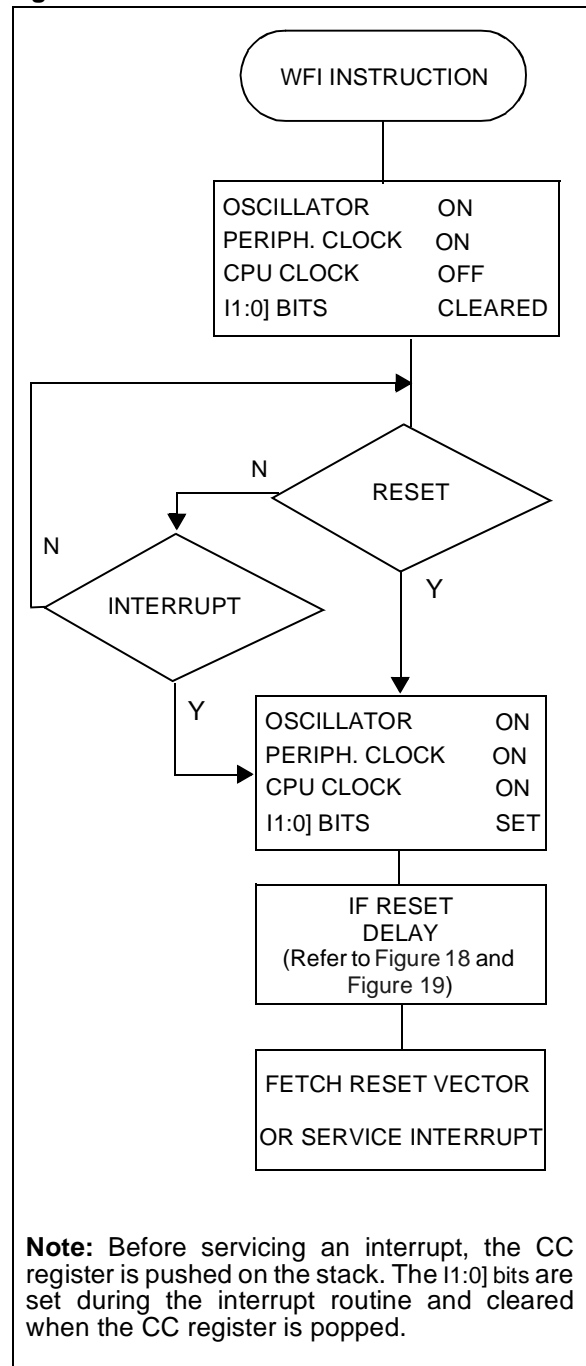 WFI INSTRUCTION
OSCILLATOR ON
PERIPH. CLOCK ON
CPU CLOCK OFF
I1:0] BITS CLEARED
N
RESET
N
INTERRUPT
Y
Y
OSCILLATOR ON
PERIPH. CLOCK ON
CPU CLOCK ON
I1:0] BITS SET
IF RESET
DELAY
(Refer to Figure 18 and
Figure 19)
FETCH RESET VECTOR
OR SERVICE INTERRUPT
Note: Before servicing an interrupt, the CC
register is pushed on the stack. The I1:0] bits are
set during the interrupt routine and cleared
when the CC register is popped.